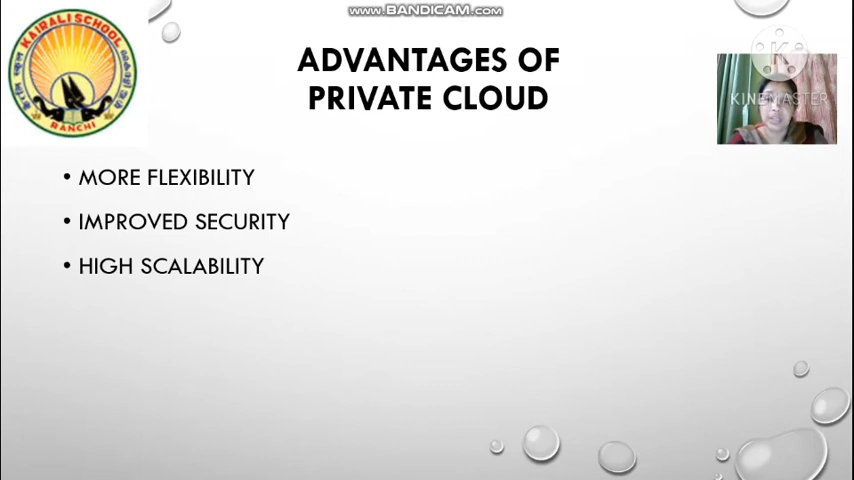 www.BANDICAM.com
KAIRALI SCHOOL
RANCHI
ADVANTAGES OF
PRIVATE CLOUD
KINEMASTER
• MORE FLEXIBILITY
• IMPROVED SECURITY
• HIGH SCALABILITY